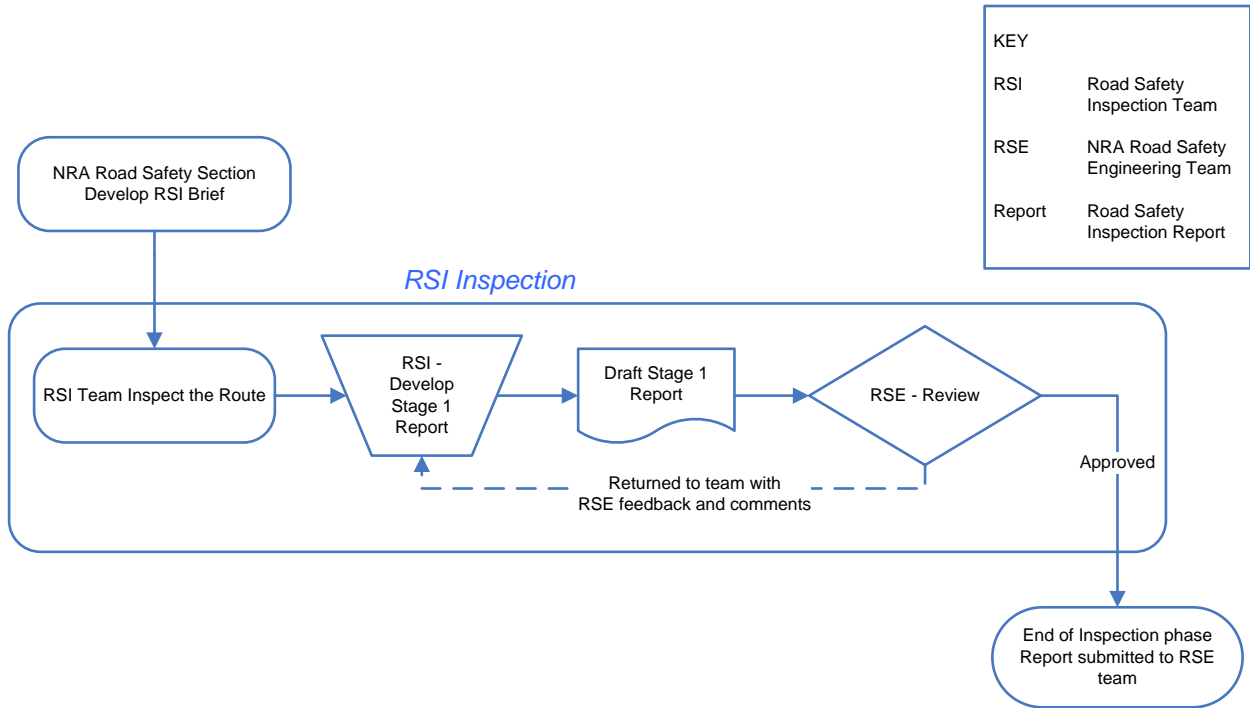 KEY
RSI Road Safety
Inspection Team
RSE NRA Road Safety
Engineering Team
Report Road Safety
Inspection Report
NRA Road Safety Section
Develop RSI Brief
RSI Inspection
RSI Team Inspect the Route
RSI -
Develop
Stage 1
Report
Draft Stage 1
Report
RSE - Review
Returned to team with
RSE feedback and comments
Approved
End of Inspection phase
Report submitted to RSE
team